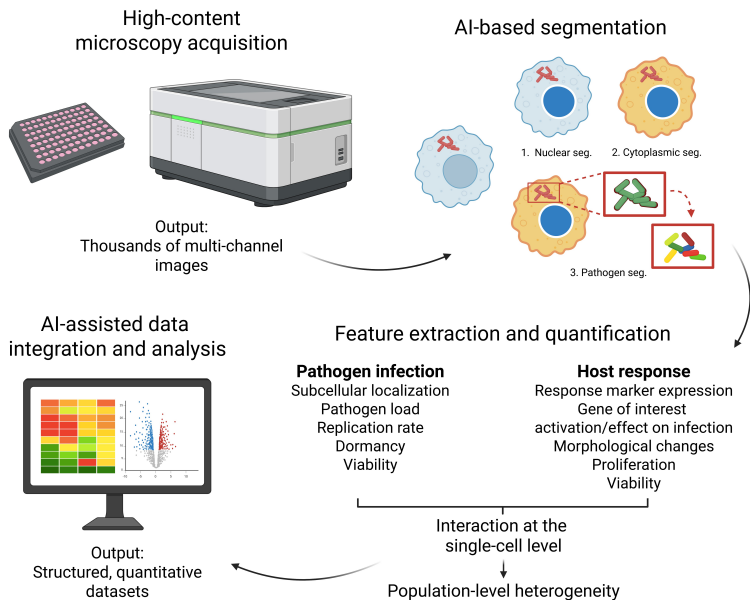 High-content
microscopy acquisition
Output:
Thousands of multi-channel
images
AI-based segmentation
1. Nuclear seg.
2. Cytoplasmic seg.
3. Pathogen seg.
Feature extraction and quantification
Pathogen infection
Subcellular localization
Pathogen load
Replication rate
Dormancy
Viability
Host response
Response marker expression
Gene of interest
activation/effect on infection
Morphological changes
Proliferation
Viability
Interaction at the
single-cell level
Population-level heterogeneity
AI-assisted data
integration and analysis
Output:
Structured, quantitative
datasets